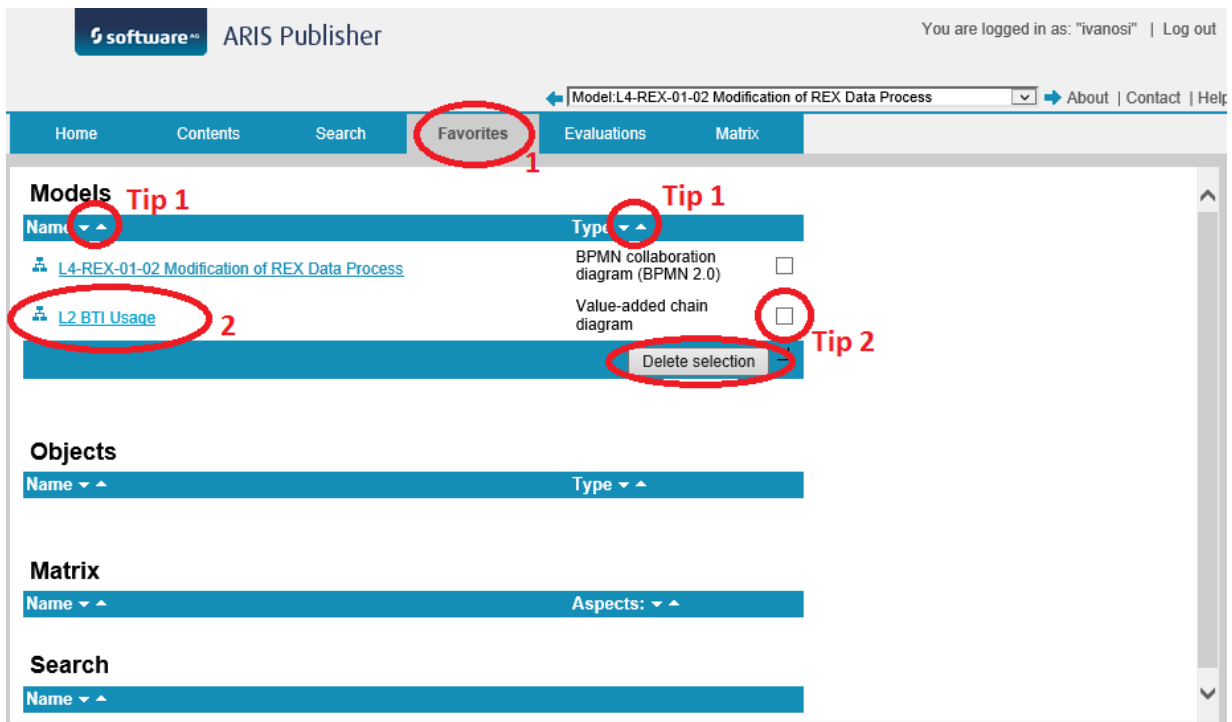 software AG ARIS Publisher
You are logged in as: "ivanosi" | Log out
Model:L4-REX-01-02 Modification of REX Data Process
About | Contact | Help
Home Contents Search Favorites Evaluations Matrix
1
Models Tip 1 Tip 1
Name Type
L4-REX-01-02 Modification of REX Data Process
BPMN collaboration
diagram (BPMN 2.0)
L2 BTI Usage 2
Value-added chain
diagram
Tip 2
Delete selection
Objects
Name Type
Matrix
Name Aspects:
Search
Name